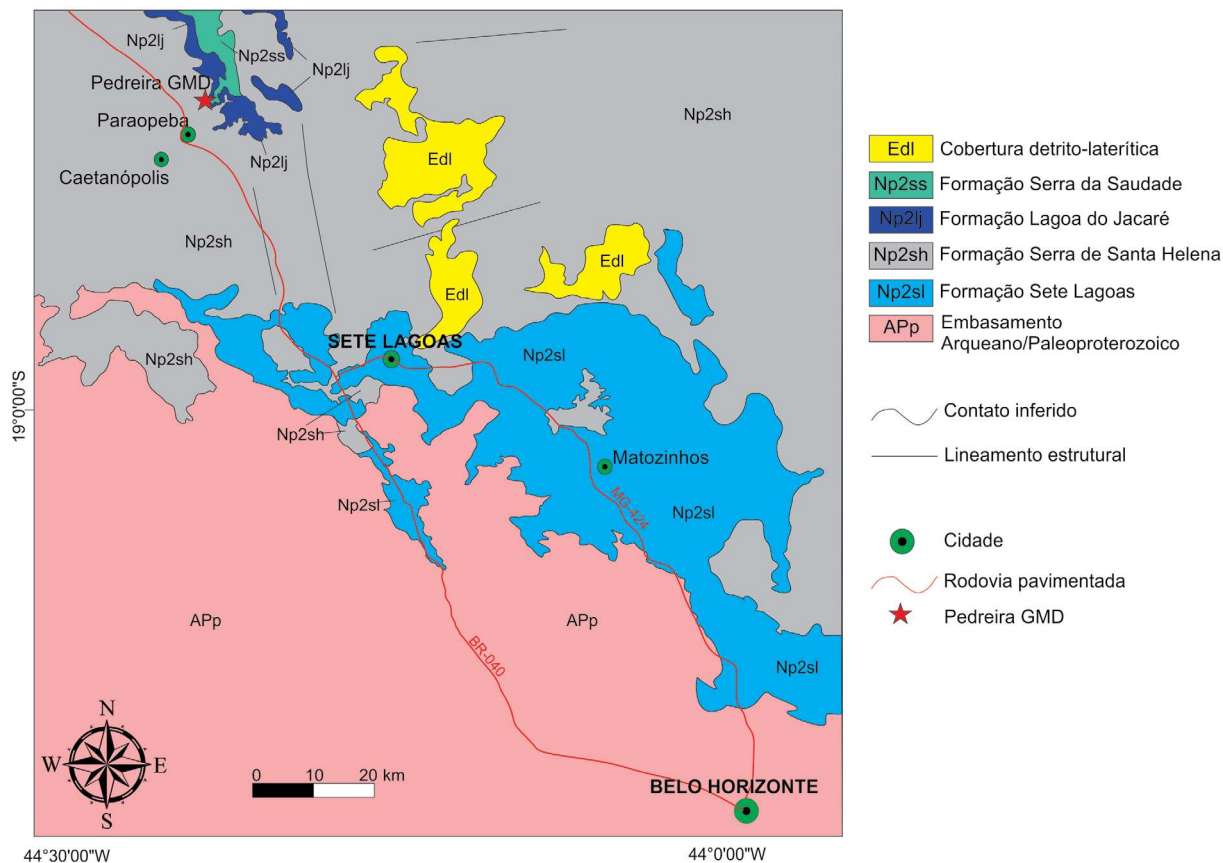 Np2lj
Np2ss
Np2lj
Pedreira GMD
Paraopeba
Np2lj
Caetanópolis
Np2sh
Np2sh
Edl
Edl
Edl
SETE LAGOAS
Np2sl
Np2sh
Np2sh
Matozinhos
Np2sl
MG-424
Np2sl
APp
APp
BR-040
Np2sl
BELO HORIZONTE
N
W
E
S
0 10 20 km
19°0'00"S
44°30'00"W
44°0'00"W
Edl Cobertura detrito-laterítica
Np2ss Formação Serra da Saudade
Np2lj Formação Lagoa do Jacaré
Np2sh Formação Serra de Santa Helena
Np2sl Formação Sete Lagoas
APp Embasamento
Arqueano/Paleoproterozoico
Contato inferido
Lineamento estrutural
Cidade
Rodovia pavimentada
Pedreira GMD